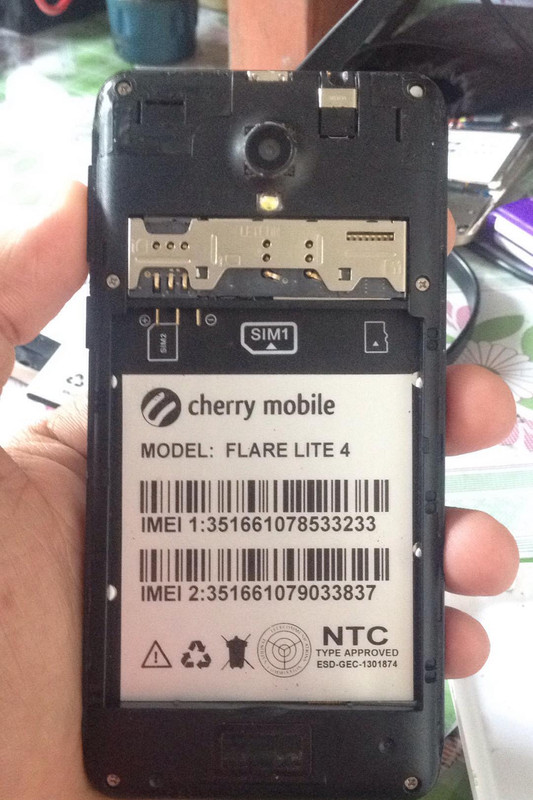 SIM2
SIM1
cherry mobile
MODEL: FLARE LITE 4
IMEI 1:351661078533233
IMEI 2:351661079033837
NTC
TYPE APPROVED
ESD-GEC-1301874